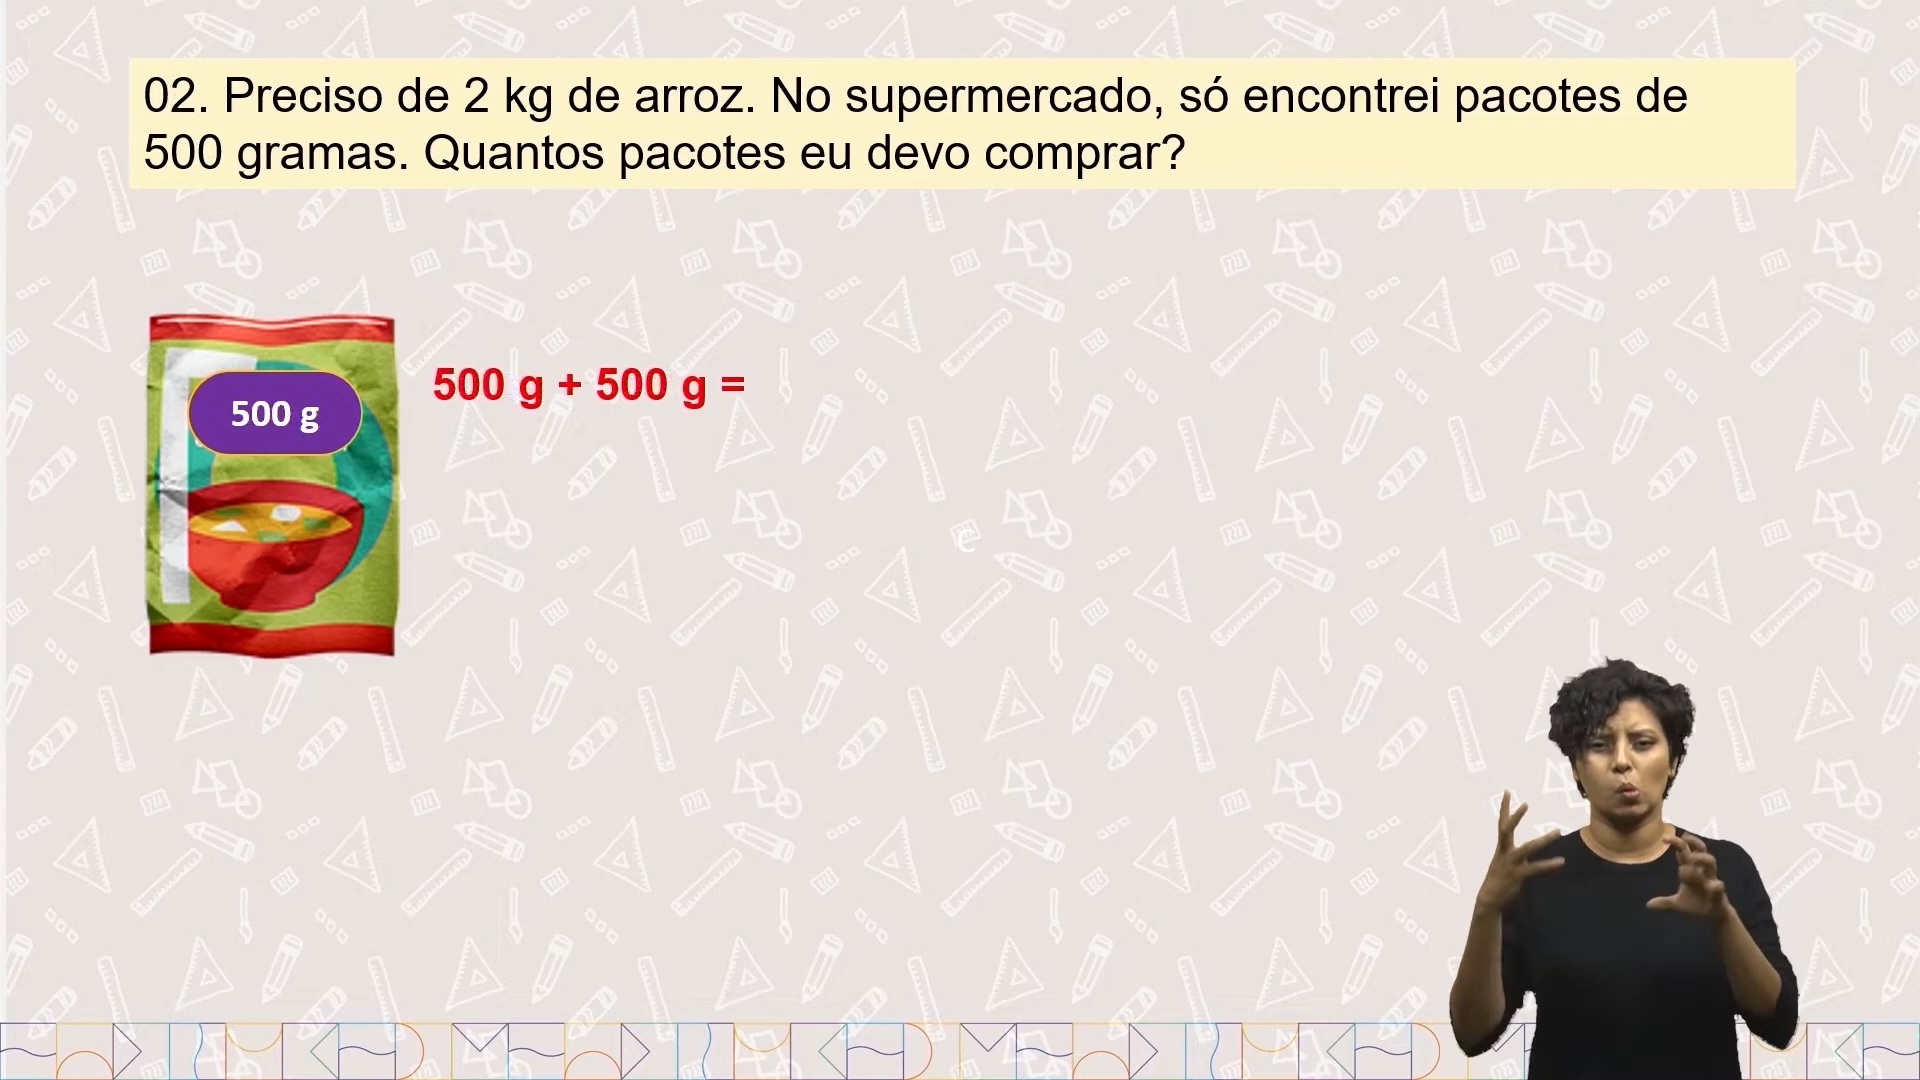 02. Preciso de 2 kg de arroz. No supermercado, só encontrei pacotes de
500 gramas. Quantos pacotes eu devo comprar?
500 g + 500 g =
500 g